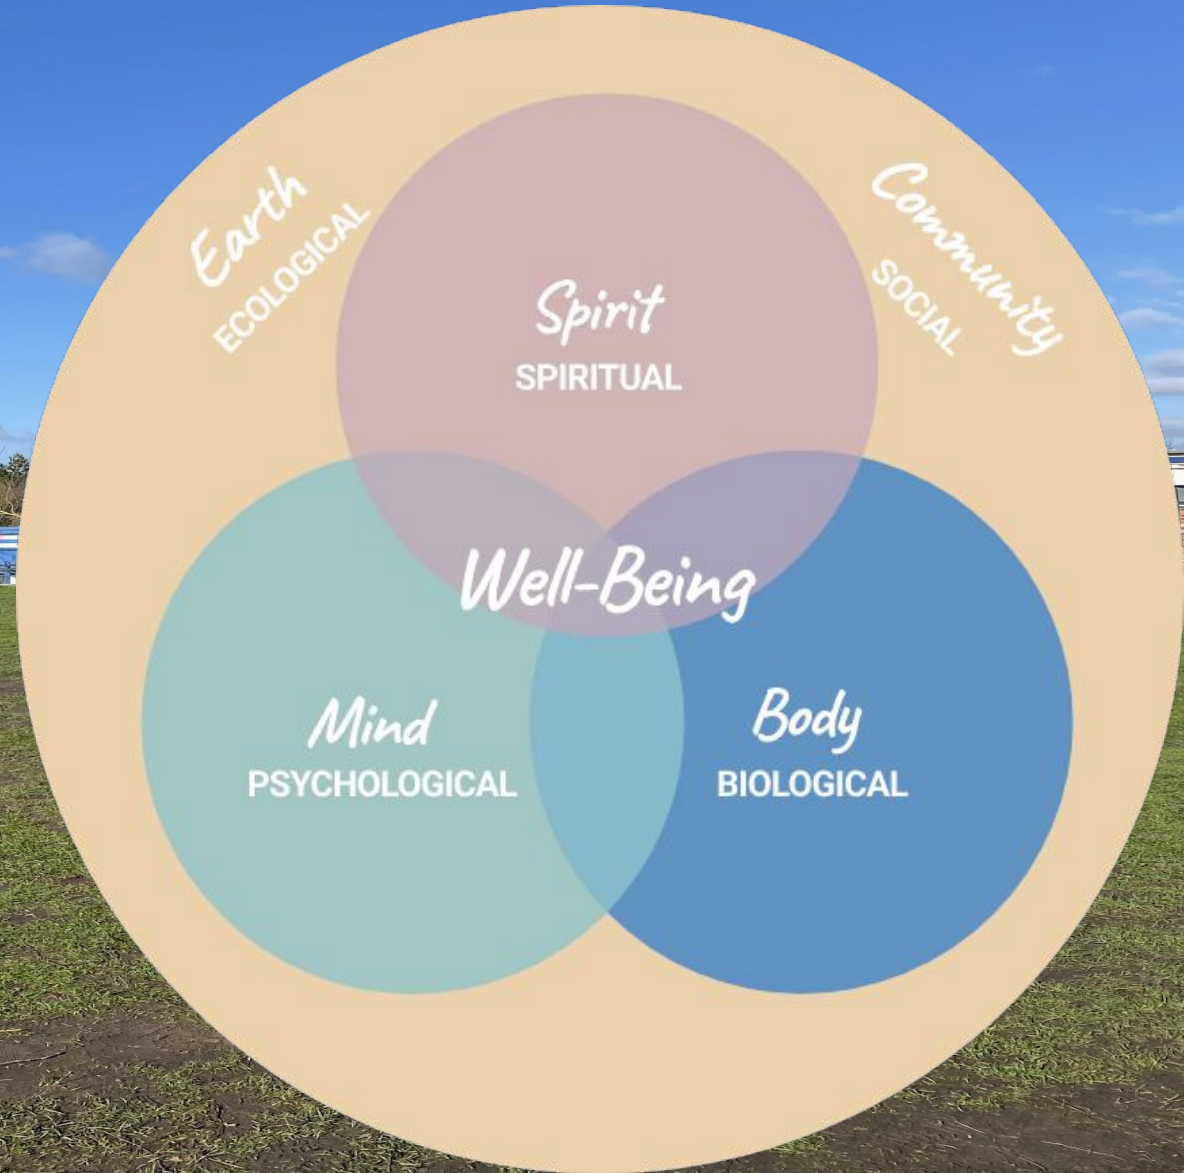 Earth
ECOLOGICAL
Community
SOCIAL
Spirit
SPIRITUAL
Well-Being
Mind
PSYCHOLOGICAL
Body
BIOLOGICAL